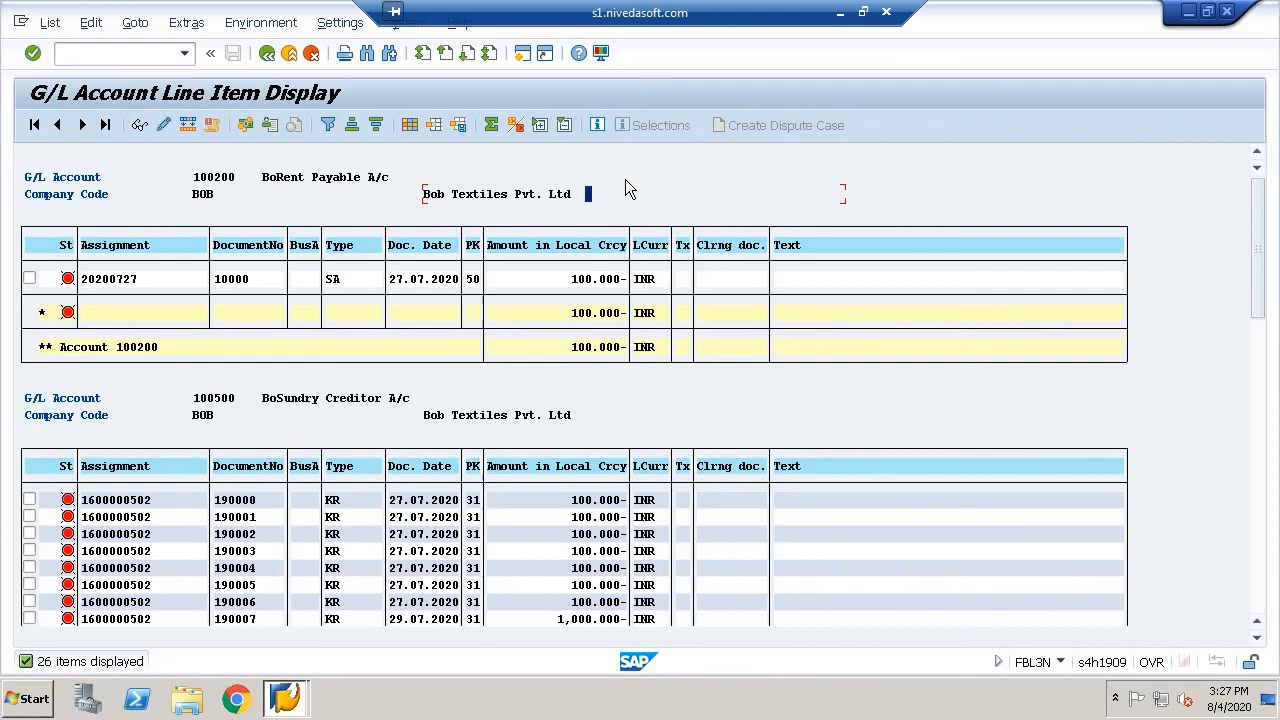 s1.nivedasoft.com
List Edit Goto Extras Environment Settings Help
G/L Account Line Item Display
Selections Create Dispute Case
G/L Account 100200 BoRent Payable A/c
Company Code BOB Bob Textiles Pvt. Ltd
St Assignment DocumentNo BusA Type Doc. Date PK Amount in Local Crcy LCurr Tx Clrng doc. Text
20200727 10000 SA 27.07.2020 50 100.000- INR
* 100.000- INR
** Account 100200 100.000- INR
G/L Account 100500 BoSundry Creditor A/c
Company Code BOB Bob Textiles Pvt. Ltd
St Assignment DocumentNo BusA Type Doc. Date PK Amount in Local Crcy LCurr Tx Clrng doc. Text
1600000502 190000 KR 27.07.2020 31 100.000- INR
1600000502 190001 KR 27.07.2020 31 100.000- INR
1600000502 190002 KR 27.07.2020 31 100.000- INR
1600000502 190003 KR 27.07.2020 31 100.000- INR
1600000502 190004 KR 27.07.2020 31 100.000- INR
1600000502 190005 KR 27.07.2020 31 100.000- INR
1600000502 190006 KR 27.07.2020 31 100.000- INR
1600000502 190007 KR 29.07.2020 31 1,000.000- INR
26 items displayed SAP FBL3N s4h1909 OVR
Start 3:27 PM
8/4/2020